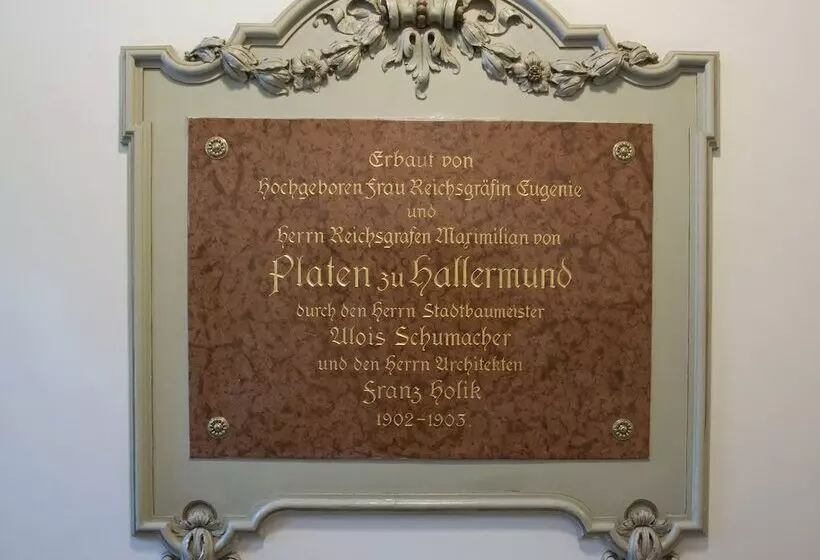 Erbaut von
Hochgeboren Frau Reichsgräfin Eugenie
und
Herrn Reichsgrafen Maximilian von
Platen zu Hallermund
durch den Herrn Stadtbaumeister
Alois Schumacher
und den Herrn Architekten
Franz Holik
1902-1903.